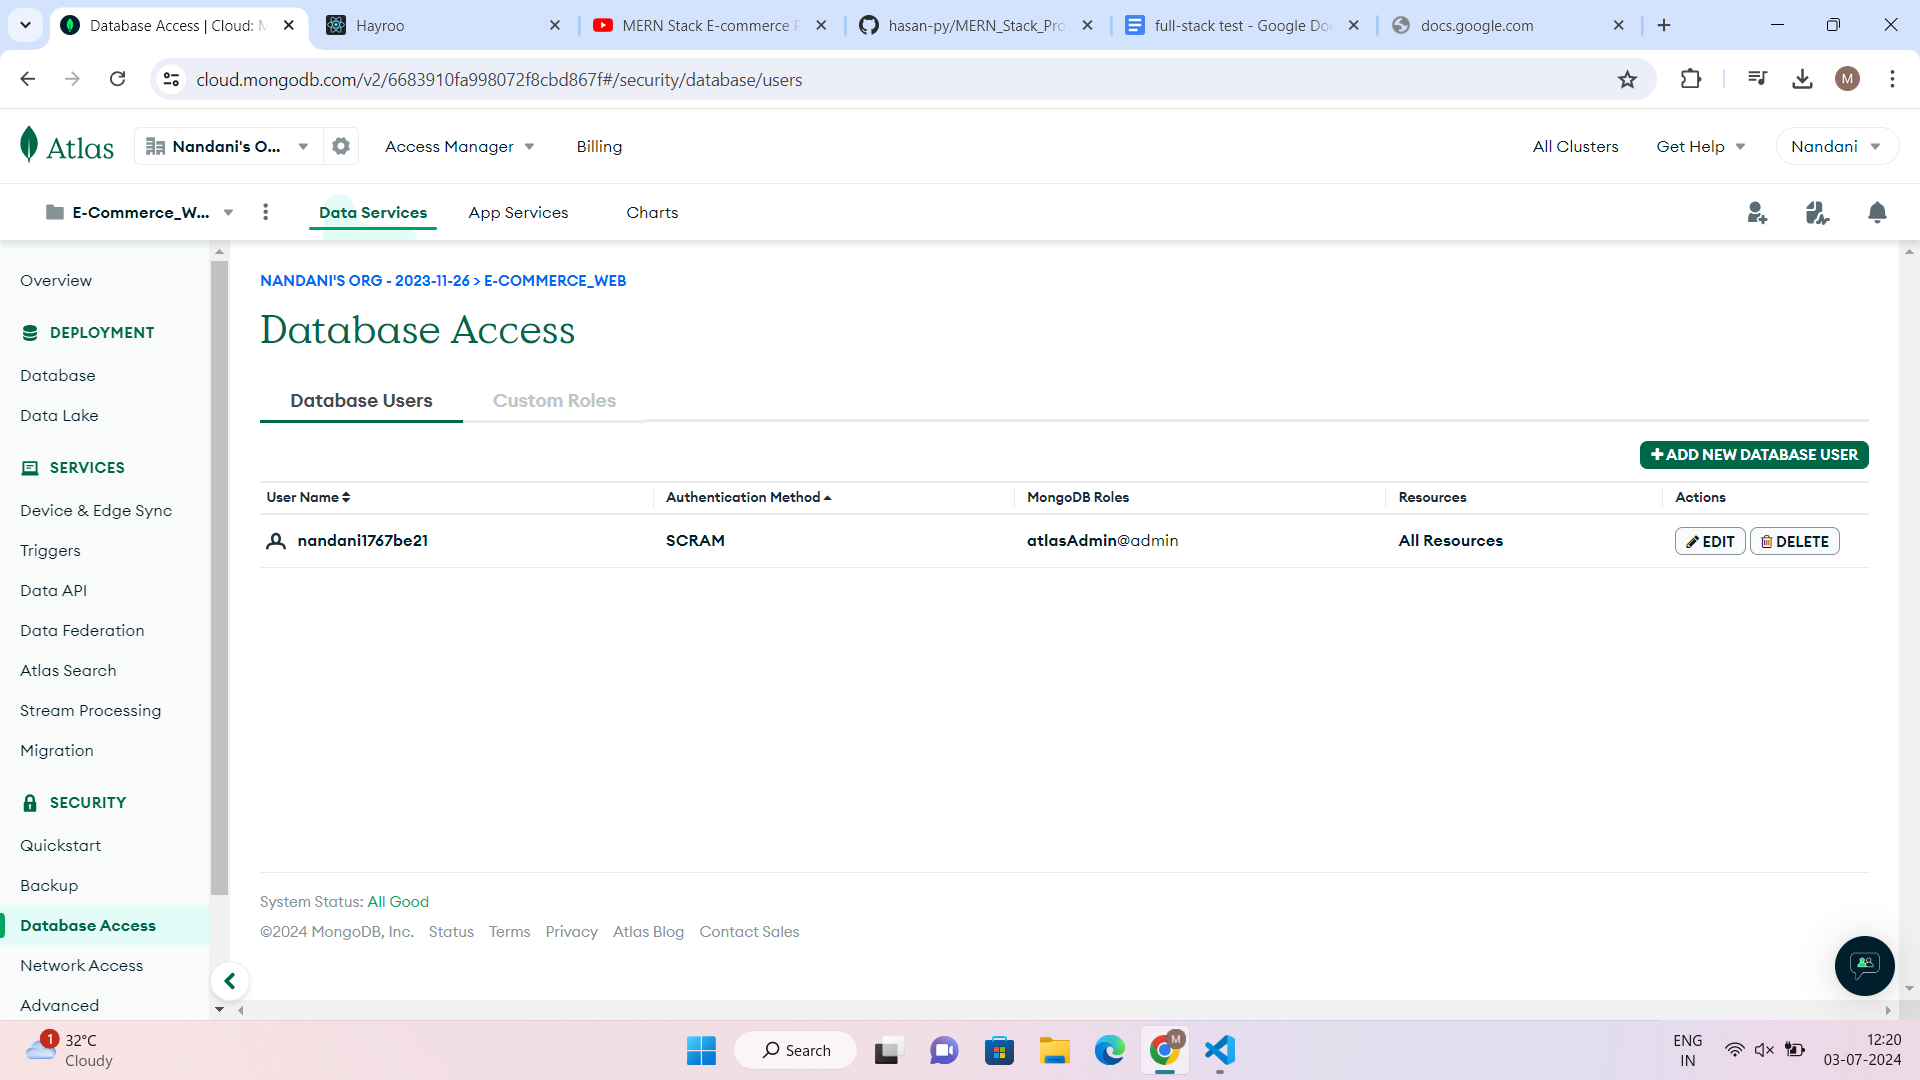 Database Access | Cloud: M
Hayroo
MERN Stack E-commerce P
hasan-py/MERN_Stack_Pro
full-stack test - Google Do
docs.google.com
cloud.mongodb.com/v2/6683910fa998072f8cbd867f#/security/database/users
M
Atlas
Nandani's O...
Access Manager
Billing
All Clusters
Get Help
Nandani
E-Commerce_W...
Data Services
App Services
Charts
Overview
DEPLOYMENT
Database
Data Lake
SERVICES
Device & Edge Sync
Triggers
Data API
Data Federation
Atlas Search
Stream Processing
Migration
SECURITY
Quickstart
Backup
Database Access
Network Access
Advanced
NANDANI'S ORG - 2023-11-26 > E-COMMERCE_WEB
Database Access
Database Users
Custom Roles
+ ADD NEW DATABASE USER
User Name
Authentication Method
MongoDB Roles
Resources
Actions
nandani1767be21
SCRAM
atlasAdmin@admin
All Resources
EDIT
DELETE
System Status: All Good
©2024 MongoDB, Inc. Status Terms Privacy Atlas Blog Contact Sales
1
32°C
Cloudy
Search
M
ENG
IN
12:20
03-07-2024